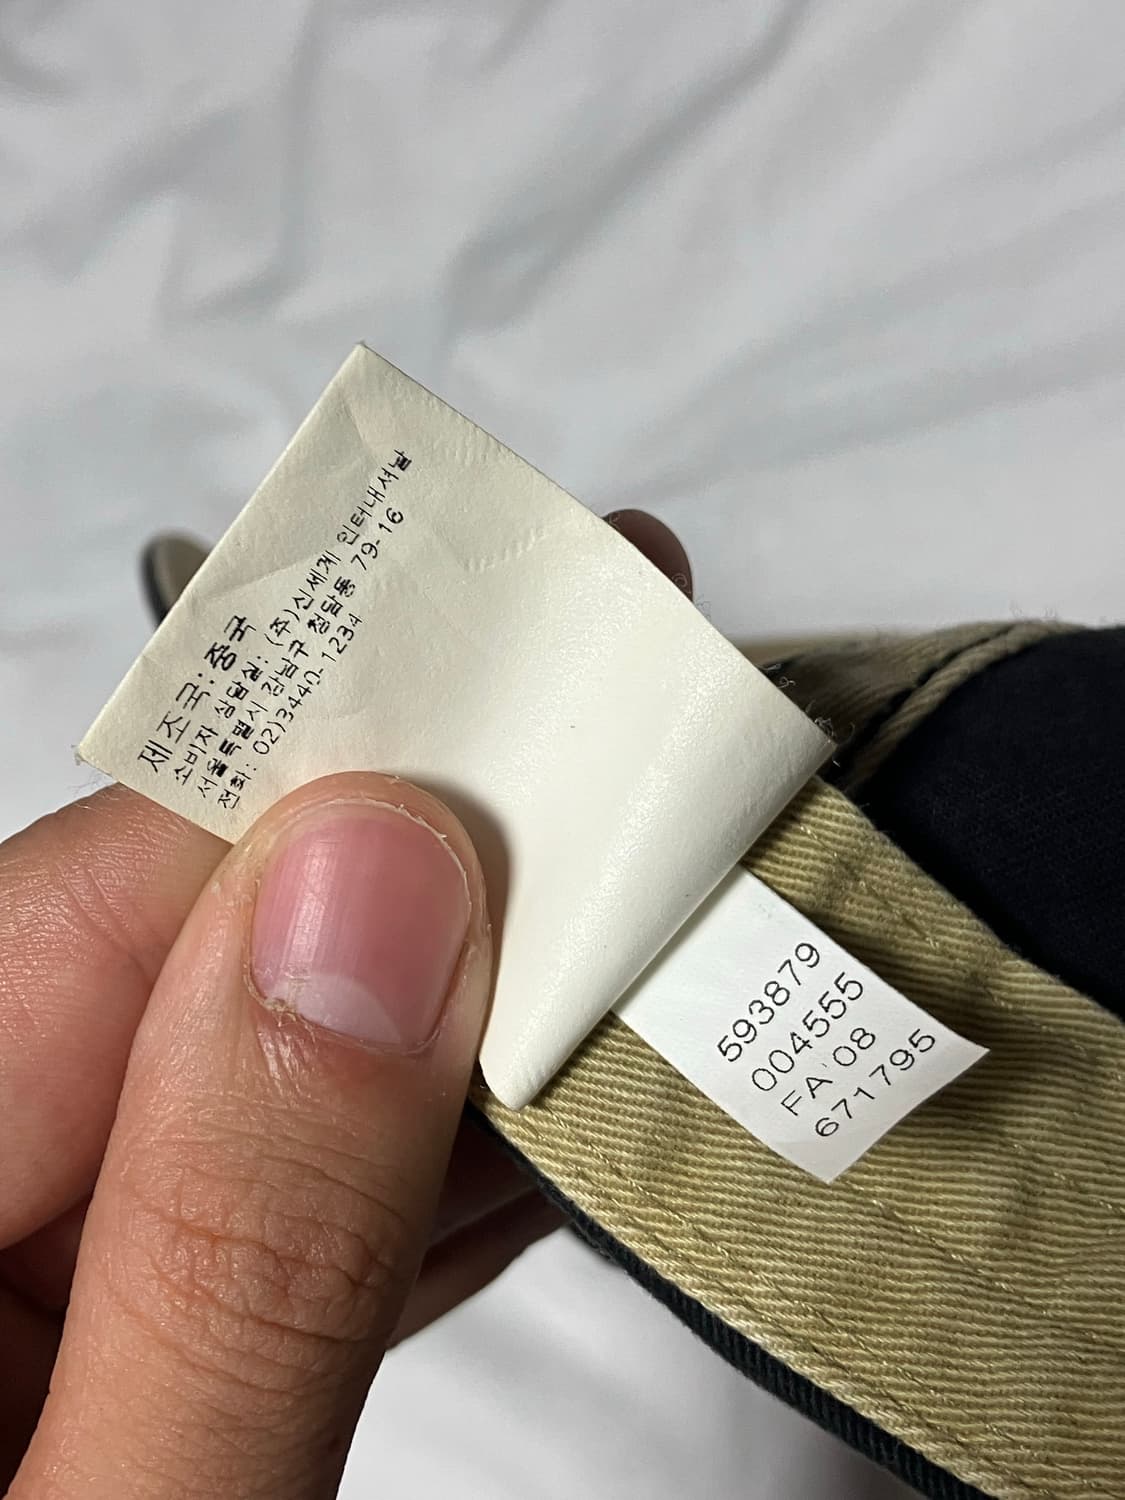 제조국: 중국
소비자 상담실: (주)신세계 인터내셔날
서울특별시 강남구 청담동 79-16
전화: 02)3440-1234
593879
004555
FA'08
671795